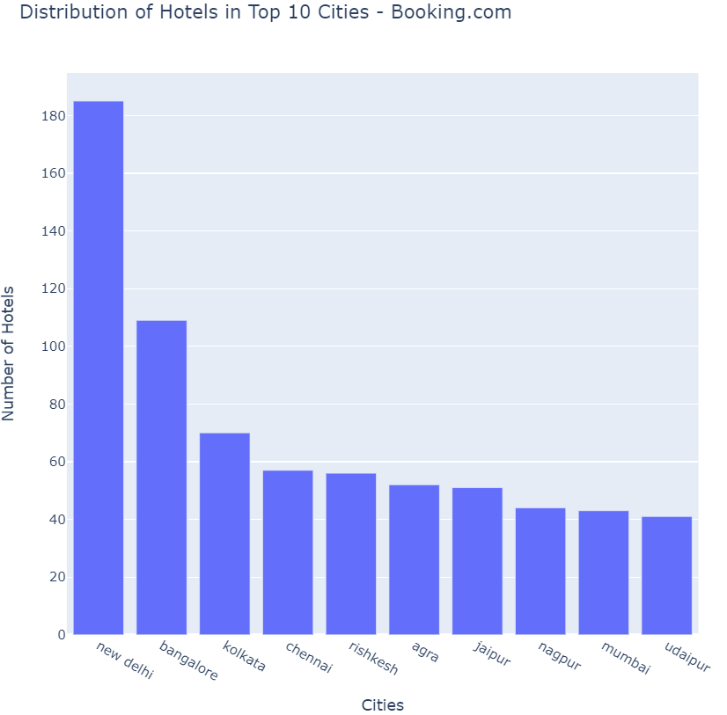 Distribution of Hotels in Top 10 Cities - Booking.com
Number of Hotels
180
160
140
120
100
80
60
40
20
0
new delhi
bangalore
kolkata
chennai
rishkesh
agra
jaipur
nagpur
mumbai
udaipur
Cities